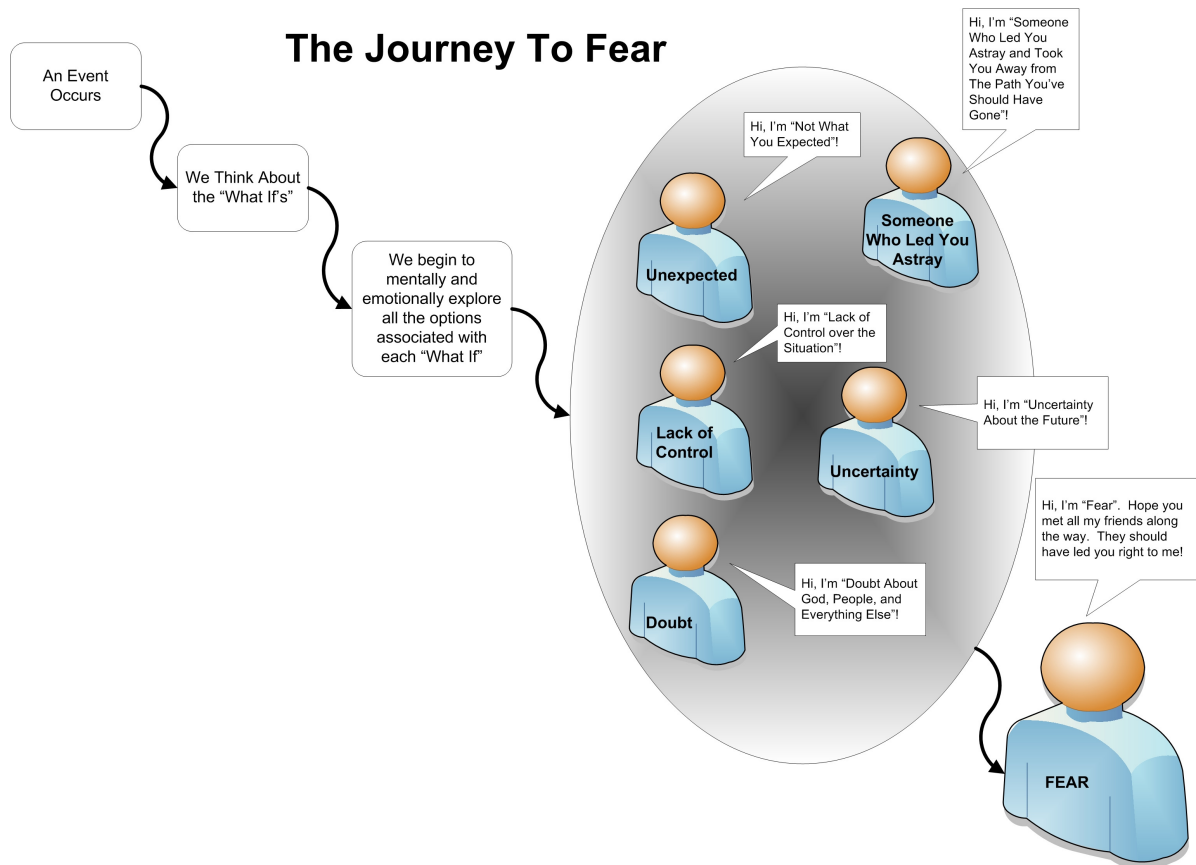 The Journey To Fear
An Event
Occurs
We Think About
the “What If’s”
We begin to
mentally and
emotionally explore
all the options
associated with
each “What If”
Hi, I’m “Not What
You Expected”!
Unexpected
Hi, I’m “Someone
Who Led You
Astray and Took
You Away from
The Path You’ve
Should Have
Gone”!
Someone
Who Led You
Astray
Hi, I’m “Lack of
Control over the
Situation”!
Lack of
Control
Hi, I’m “Uncertainty
About the Future”!
Uncertainty
Hi, I’m “Doubt About
God, People, and
Everything Else”!
Doubt
Hi, I’m “Fear”.  Hope you
met all my friends along
the way.  They should
have led you right to me!
FEAR